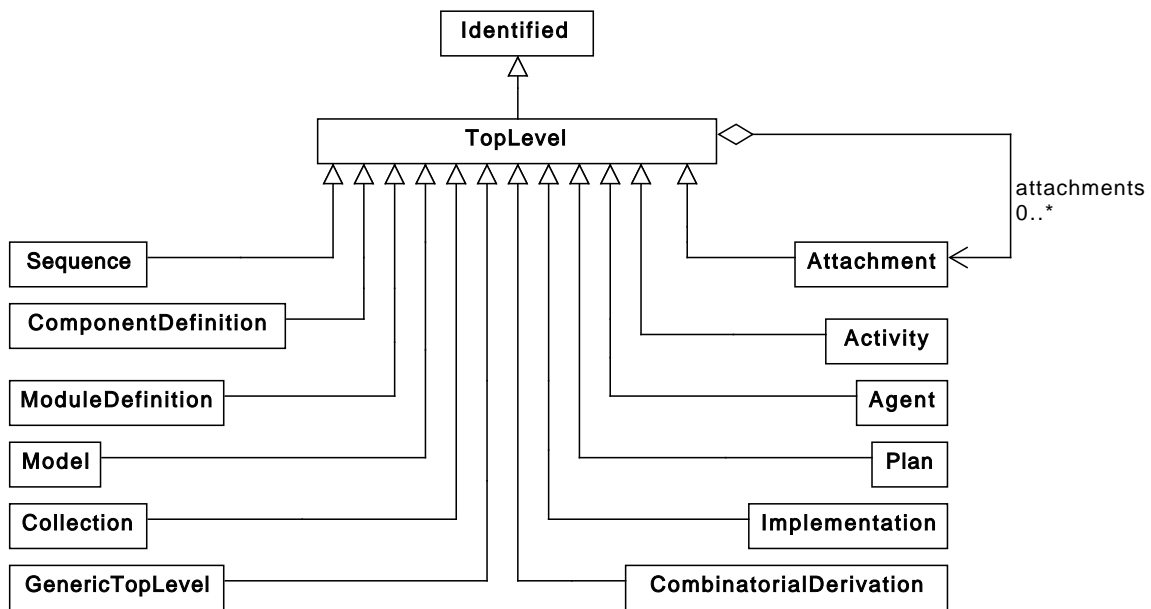 Identified
TopLevel
attachments
0..*
Sequence
Attachment
ComponentDefinition
Activity
ModuleDefinition
Agent
Model
Plan
Collection
Implementation
GenericTopLevel
CombinatorialDerivation